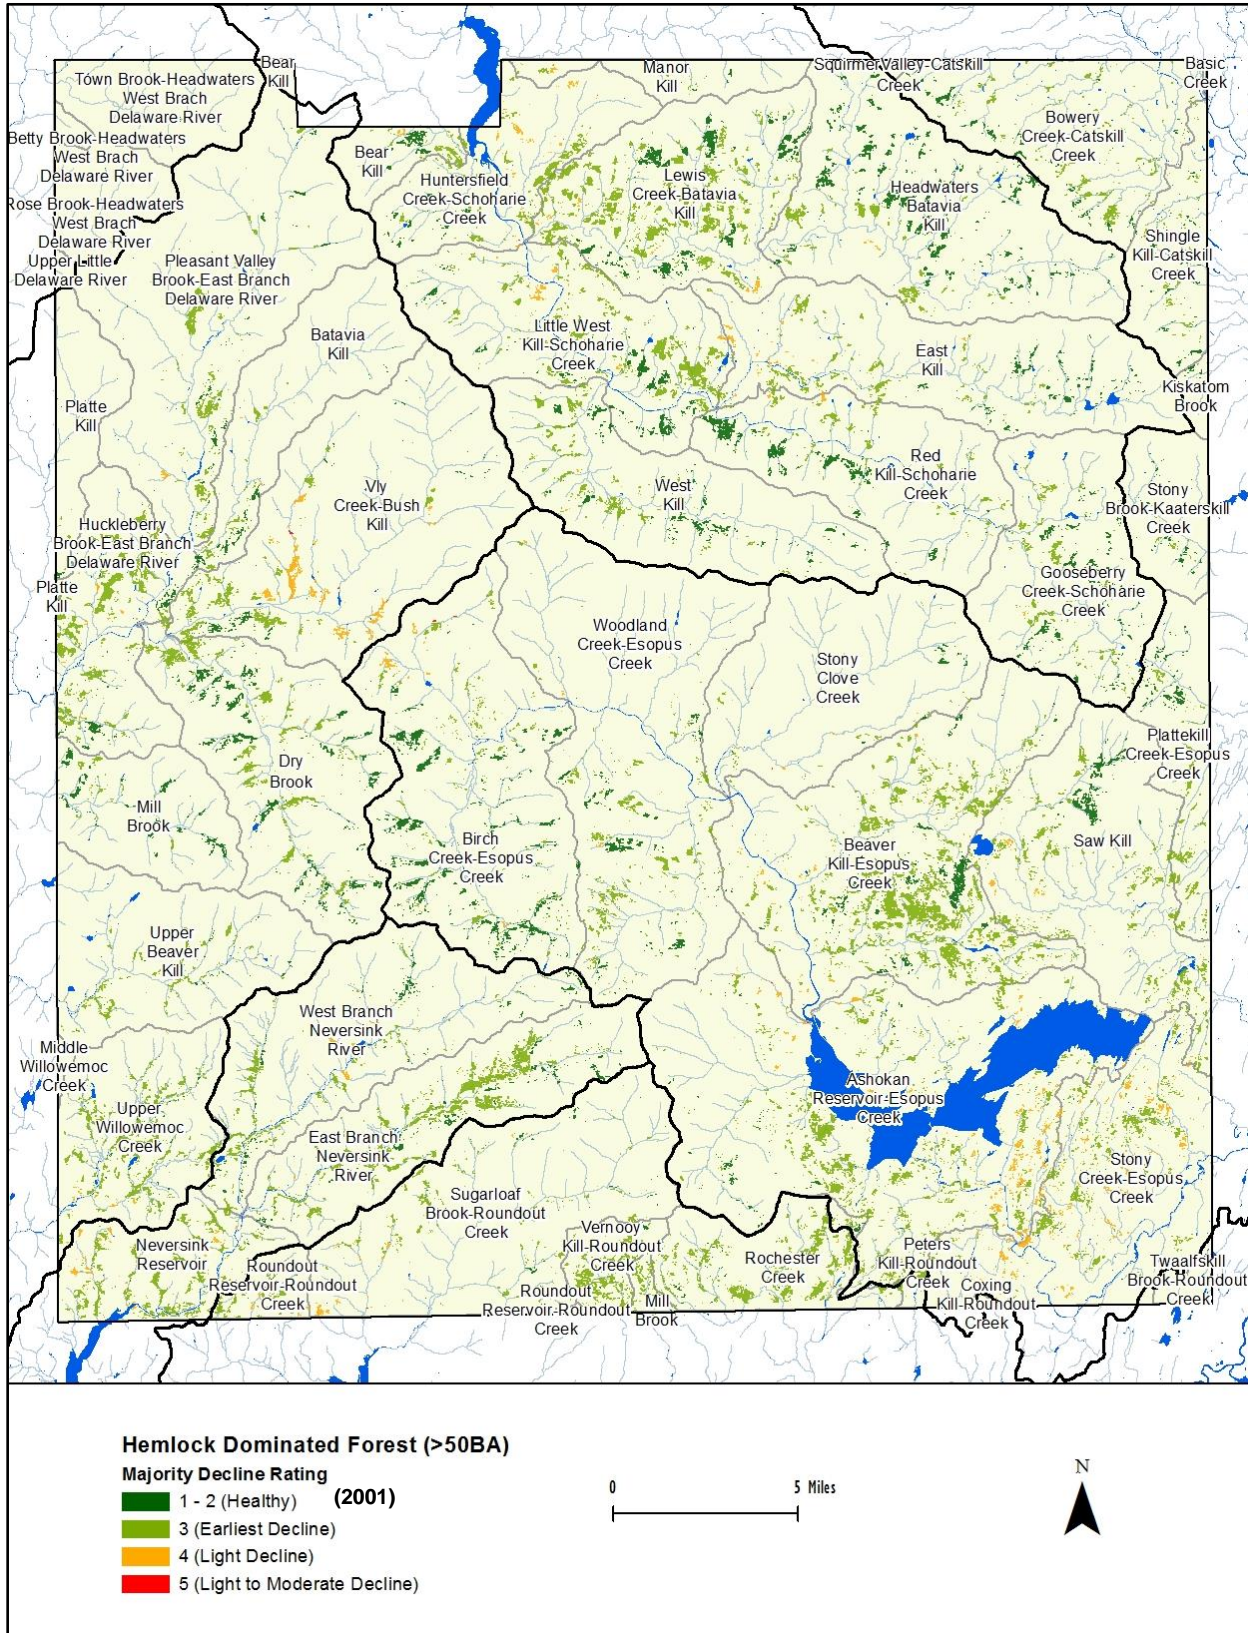 Bear
Kill
Manor
Kill
SquirmerValley-Catskill
Creek
Basic
Creek
Town Brook-Headwaters
West Brach
Delaware River
Bowery
Creek-Catskill
Creek
Betty Brook-Headwaters
West Brach
Delaware River
Bear
Kill
Huntersfield
Creek-Schoharie
Creek
Lewis
Creek-Batavia
Kill
Headwaters
Batavia
Kill
Rose Brook-Headwaters
West Brach
Delaware River
Shingle
Kill-Catskill
Creek
Upper Little
Delaware River
Pleasant Valley
Brook-East Branch
Delaware River
Batavia
Kill
Little West
Kill-Schoharie
Creek
East
Kill
Kiskatom
Brook
Platte
Kill
Red
Kill-Schoharie
Creek
Vly
Creek-Bush
Kill
West
Kill
Stony
Brook-Kaaterskill
Creek
Huckleberry
Brook-East Branch
Delaware River
Platte
Kill
Gooseberry
Creek-Schoharie
Creek
Woodland
Creek-Esopus
Creek
Stony
Clove
Creek
Plattekill
Creek-Esopus
Creek
Dry
Brook
Mill
Brook
Birch
Creek-Esopus
Creek
Beaver
Kill-Esopus
Creek
Saw Kill
Upper
Beaver
Kill
West Branch
Neversink
River
Middle
Willowemoc
Creek
Ashokan
Reservoir-Esopus
Creek
Upper
Willowemoc
Creek
East Branch
Neversink
River
Stony
Creek-Esopus
Creek
Sugarloaf
Brook-Roundout
Creek
Vernooy
Kill-Roundout
Creek
Neversink
Reservoir
Roundout
Reservoir-Roundout
Creek
Rochester
Creek
Peters
Kill-Roundout
Creek
Twaalfskill
Brook-Roundout
Creek
Roundout
Reservoir-Roundout
Creek
Mill
Brook
Coxing
Kill-Roundout
Creek
Hemlock Dominated Forest (>50BA)
Majority Decline Rating
1 - 2 (Healthy) (2001)
3 (Earliest Decline)
4 (Light Decline)
5 (Light to Moderate Decline)
0 5 Miles
N